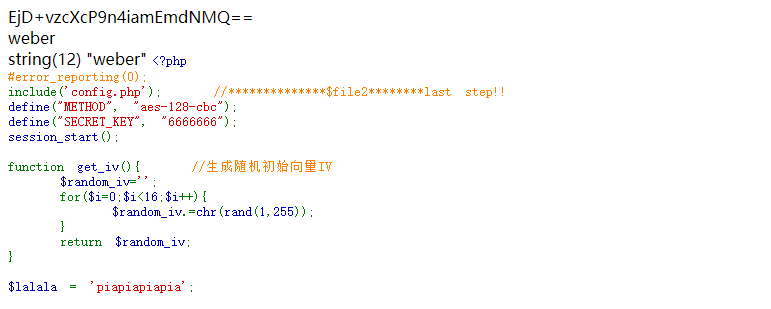 EjD+vzcXcP9n4iamEmdNMQ==
weber
string(12) "weber" <?php
#error_reporting(0);
include('config.php'); //**************$file2********last step!!
define("METHOD", "aes-128-cbc");
define("SECRET_KEY", "6666666");
session_start();
function get_iv(){ //生成随机初始向量IV
$random_iv='';
for($i=0;$i<16;$i++){
$random_iv.=chr(rand(1,255));
}
return $random_iv;
}
$lalala = 'piapiapiapia';